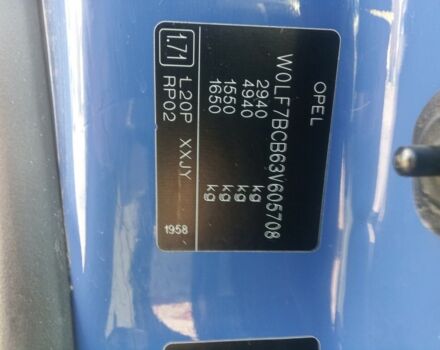 OPEL
W0LF7BCB63V605708
2940 kg
4940 kg
1550 kg
1650 kg
1.71 1.20P XXJY
RP02
1958